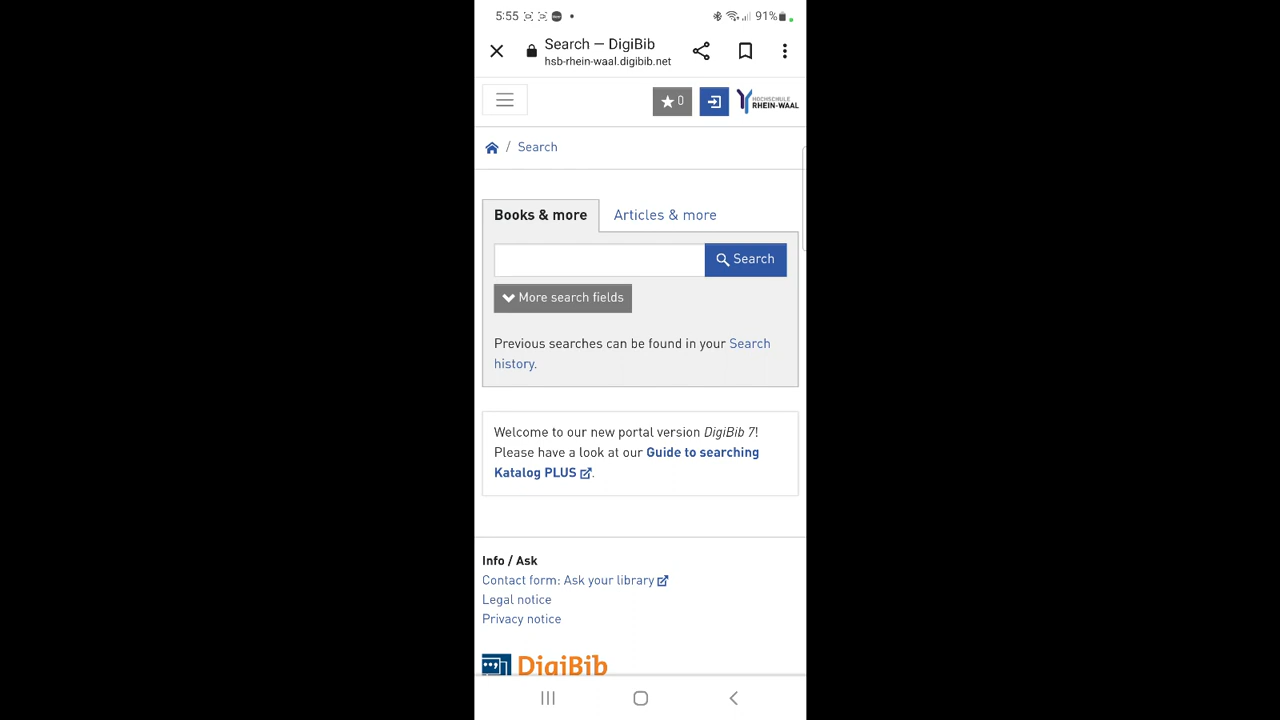 5:55
91%
Search — DigiBib
hsb-rhein-waal.digibib.net
0
HOCHSCHULE
RHEIN-WAAL
/ Search
Books & more
Articles & more
Search
More search fields
Previous searches can be found in your Search
history.
Welcome to our new portal version DigiBib 7!
Please have a look at our Guide to searching
Katalog PLUS.
Info / Ask
Contact form: Ask your library
Legal notice
Privacy notice
DigiBib